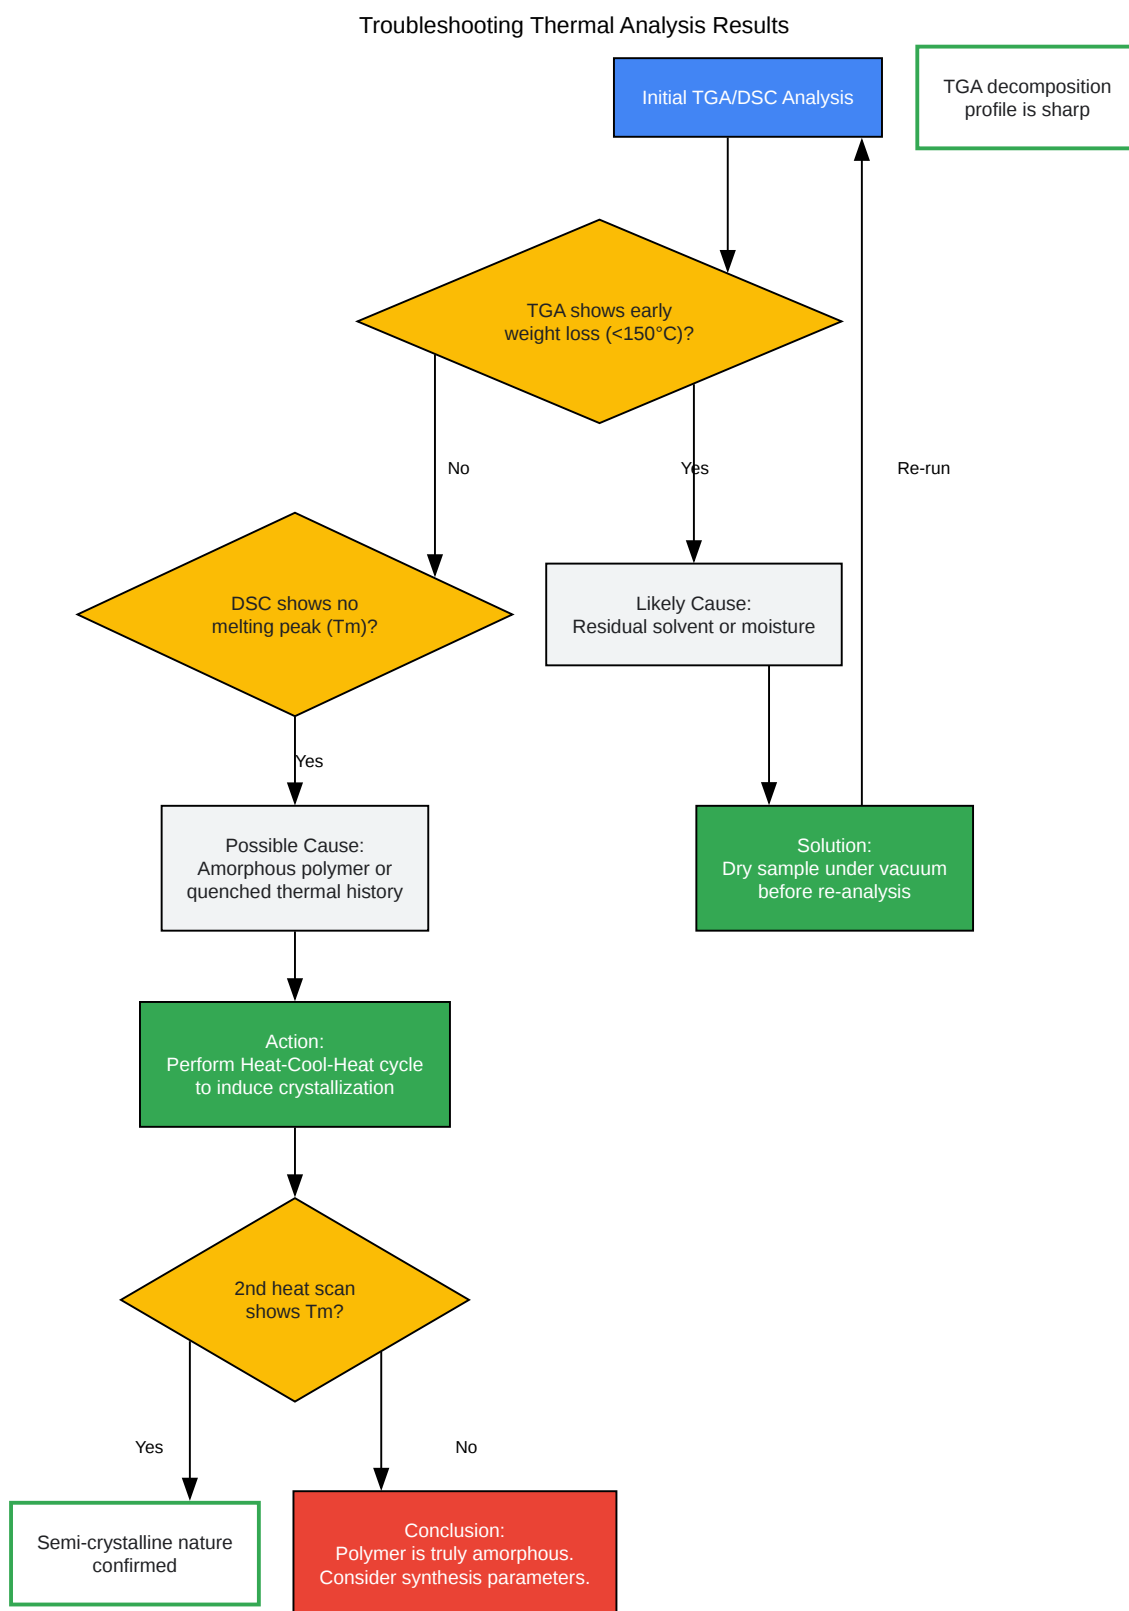 Troubleshooting Thermal Analysis Results
Initial TGA/DSC Analysis
TGA decomposition
profile is sharp
TGA shows early
weight loss (<150°C)?
No
Yes
Re-run
DSC shows no
melting peak (Tm)?
Likely Cause:
Residual solvent or moisture
Yes
Possible Cause:
Amorphous polymer or
quenched thermal history
Solution:
Dry sample under vacuum
before re-analysis
Action:
Perform Heat-Cool-Heat cycle
to induce crystallization
2nd heat scan
shows Tm?
Yes
No
Semi-crystalline nature
confirmed
Conclusion:
Polymer is truly amorphous.
Consider synthesis parameters.